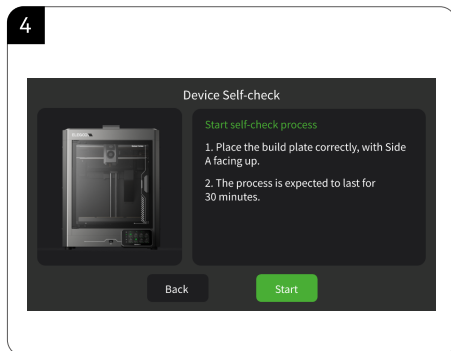 4
Device Self-check
Start self-check process
1. Place the build plate correctly, with Side
A facing up.
2. The process is expected to last for
30 minutes.
Back
Start